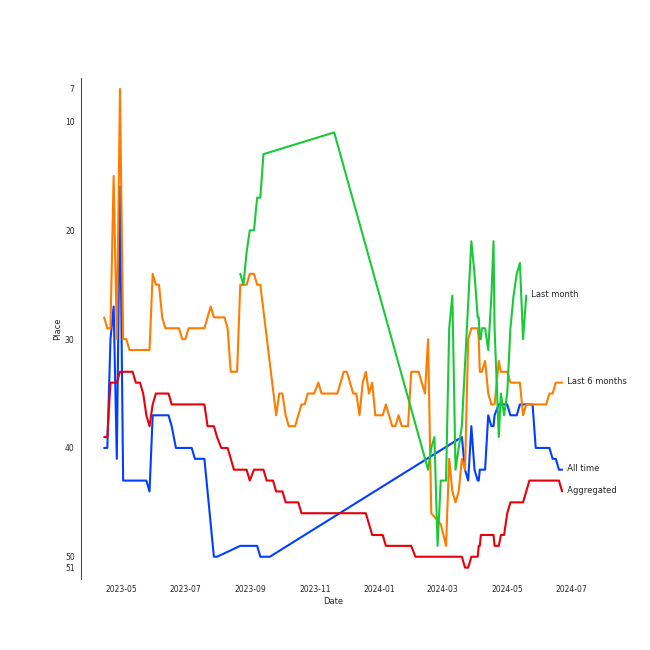 7
10
20
30
40
50
51
Place
2023-05
2023-07
2023-09
2023-11
2024-01
2024-03
2024-05
2024-07
Date
Last month
Last 6 months
All time
Aggregated